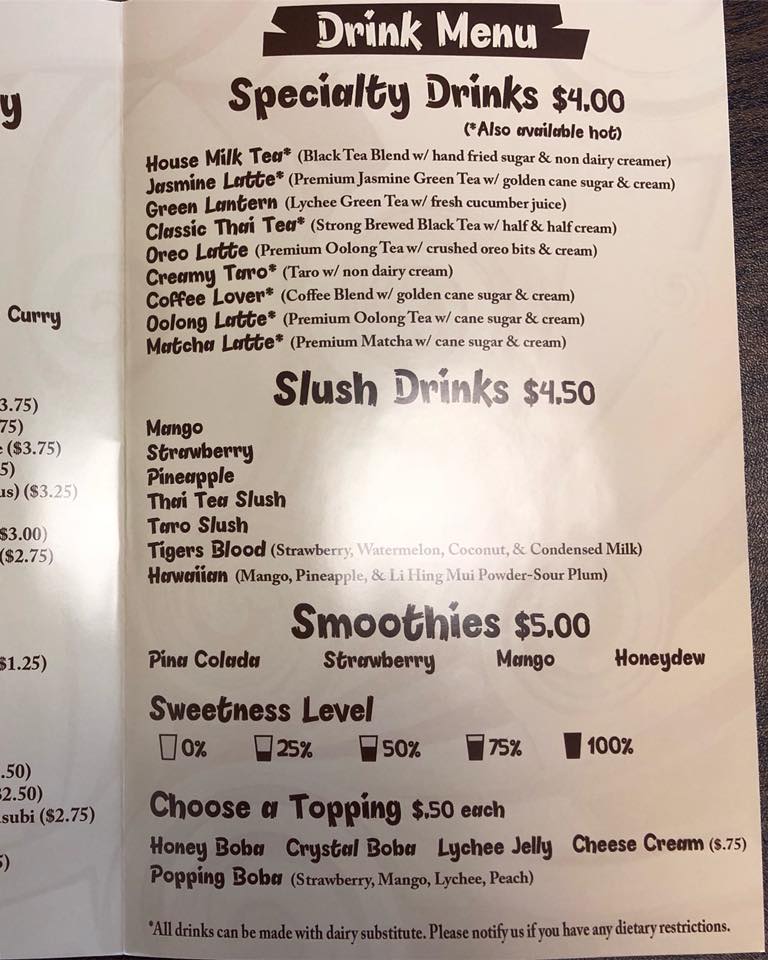 y
Curry
3.75)
75)
e ($3.75)
5)
us) ($3.25)
$3.00)
($2.75)
$1.25)
.50)
$2.50)
subi ($2.75)
5)
Drink Menu
Specialty Drinks $4.00
(*Also available hot)
House Milk Tea* (Black Tea Blend w/ hand fried sugar & non dairy creamer)
Jasmine Latte* (Premium Jasmine Green Tea w/ golden cane sugar & cream)
Green Lantern (Lychee Green Tea w/ fresh cucumber juice)
Classic Thai Tea* (Strong Brewed Black Tea w/ half & half cream)
Oreo Latte (Premium Oolong Tea w/ crushed oreo bits & cream)
Creamy Taro* (Taro w/ non dairy cream)
Coffee Lover* (Coffee Blend w/ golden cane sugar & cream)
Oolong Latte* (Premium Oolong Tea w/ cane sugar & cream)
Matcha Latte* (Premium Matcha w/ cane sugar & cream)
Slush Drinks $4.50
Mango
Strawberry
Pineapple
Thai Tea Slush
Taro Slush
Tigers Blood (Strawberry, Watermelon, Coconut, & Condensed Milk)
Hawaiian (Mango, Pineapple, & Li Hing Mui Powder-Sour Plum)
Smoothies $5.00
Pina Colada Strawberry Mango Honeydew
Sweetness Level
0% 25% 50% 75% 100%
Choose a Topping $.50 each
Honey Boba Crystal Boba Lychee Jelly Cheese Cream ($.75)
Popping Boba (Strawberry, Mango, Lychee, Peach)
*All drinks can be made with dairy substitute. Please notify us if you have any dietary restrictions.